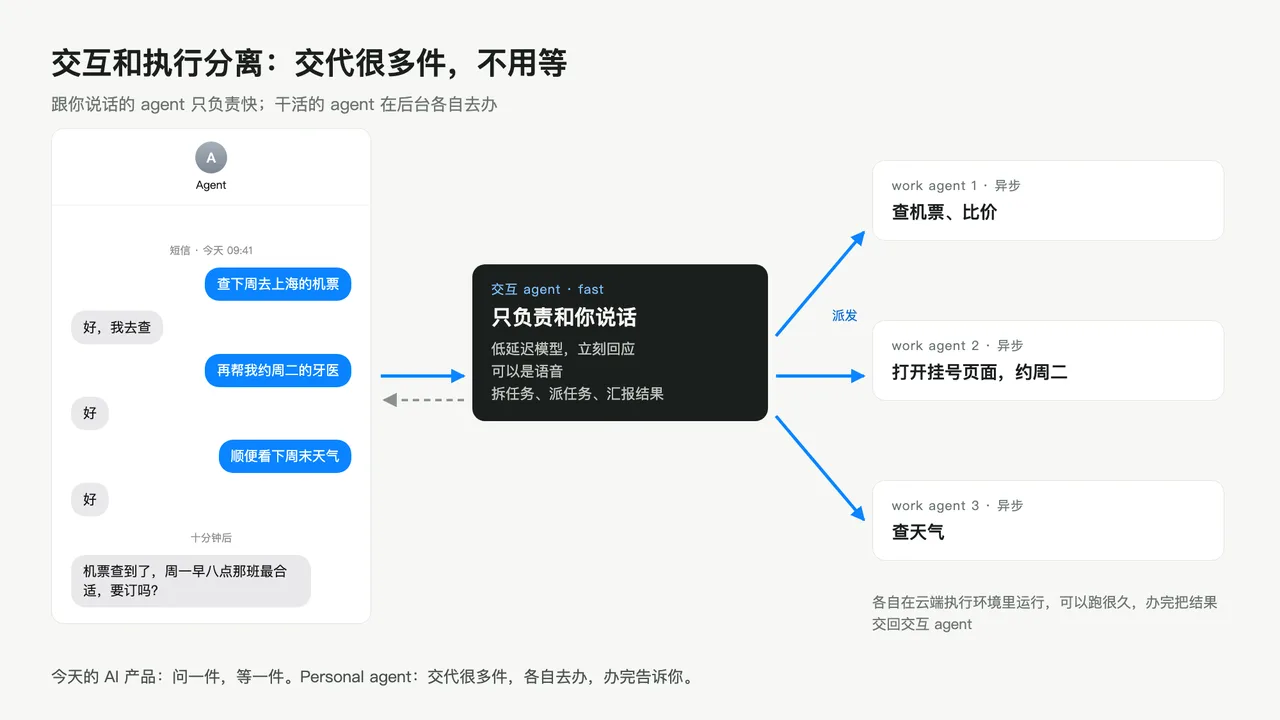 交互和执行分离：交代很多件，不用等
跟你说话的 agent 只负责快；干活的 agent 在后台各自去办
A
Agent
短信 · 今天 09:41
查下周去上海的机票
好，我去查
再帮我约周二的牙医
好
顺便看下周末天气
好
十分钟后
机票查到了，周一早八点那班最合
适，要订吗？
交互 agent · fast
只负责和你说话
低延迟模型，立刻回应
可以是语音
拆任务、派任务、汇报结果
派发
work agent 1 · 异步
查机票、比价
work agent 2 · 异步
打开挂号页面，约周二
work agent 3 · 异步
查天气
各自在云端执行环境里运行，可以跑很久，办完把结果
交回交互 agent
今天的 AI 产品：问一件，等一件。Personal agent：交代很多件，各自去办，办完告诉你。